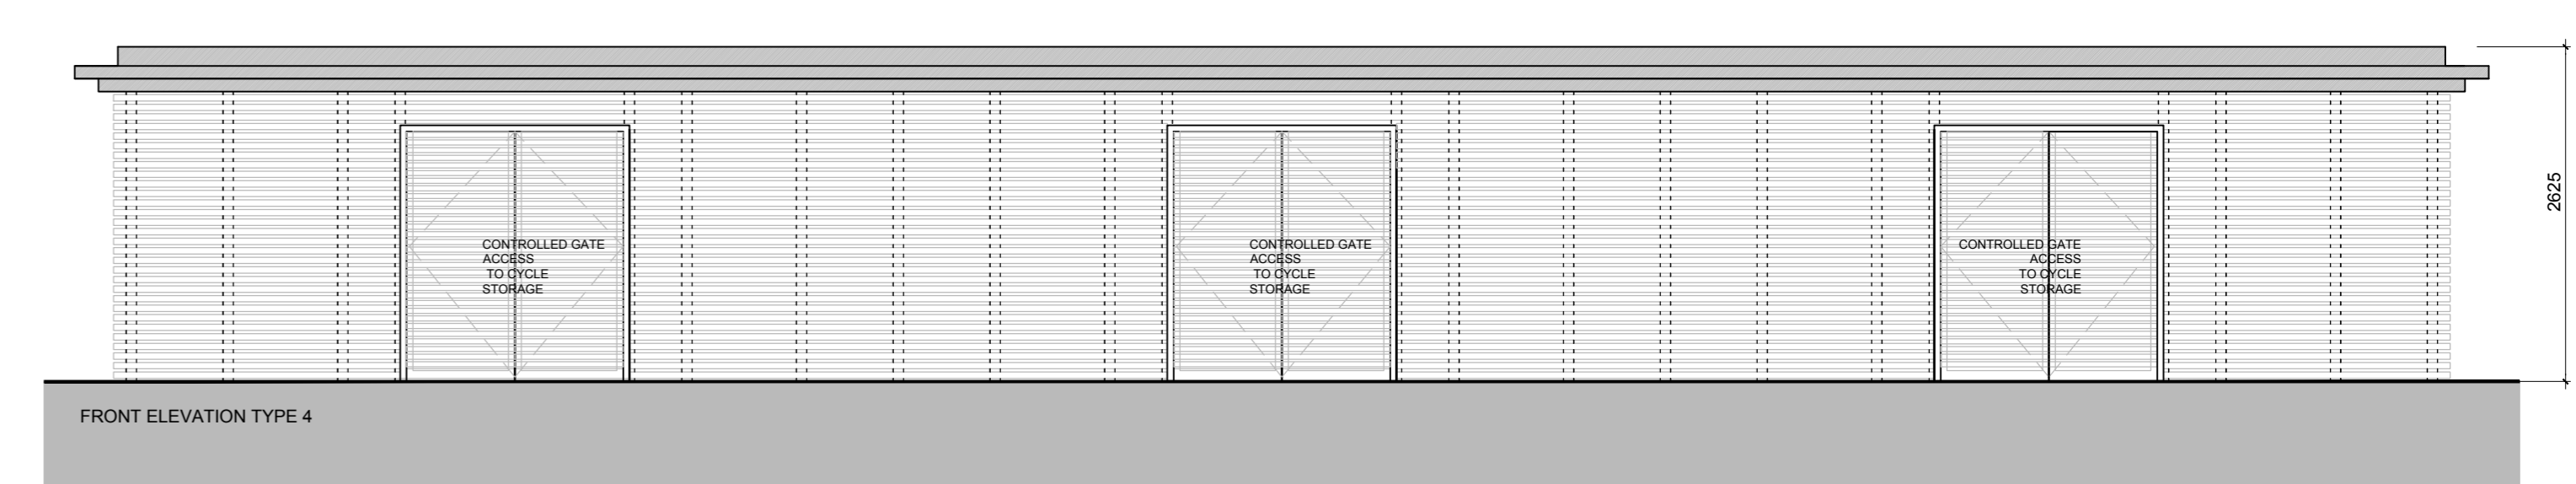 2625
CONTROLLED GATE
ACCESS
TO CYCLE
STORAGE
CONTROLLED GATE
ACCESS
TO CYCLE
STORAGE
CONTROLLED GATE
ACCESS
TO CYCLE
STORAGE
FRONT ELEVATION TYPE 4